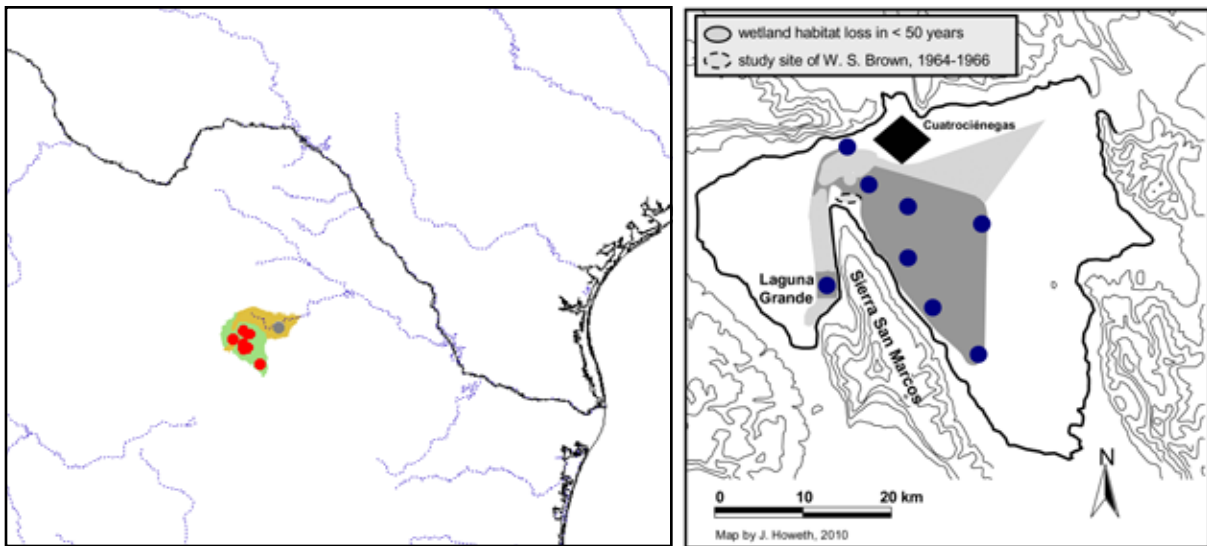 wetland habitat loss in < 50 years
study site of W. S. Brown, 1964-1966
Cuatrociénegas
Laguna
Grande
Sierra San Marcos
N
0 10 20 km
Map by J. Howeth, 2010